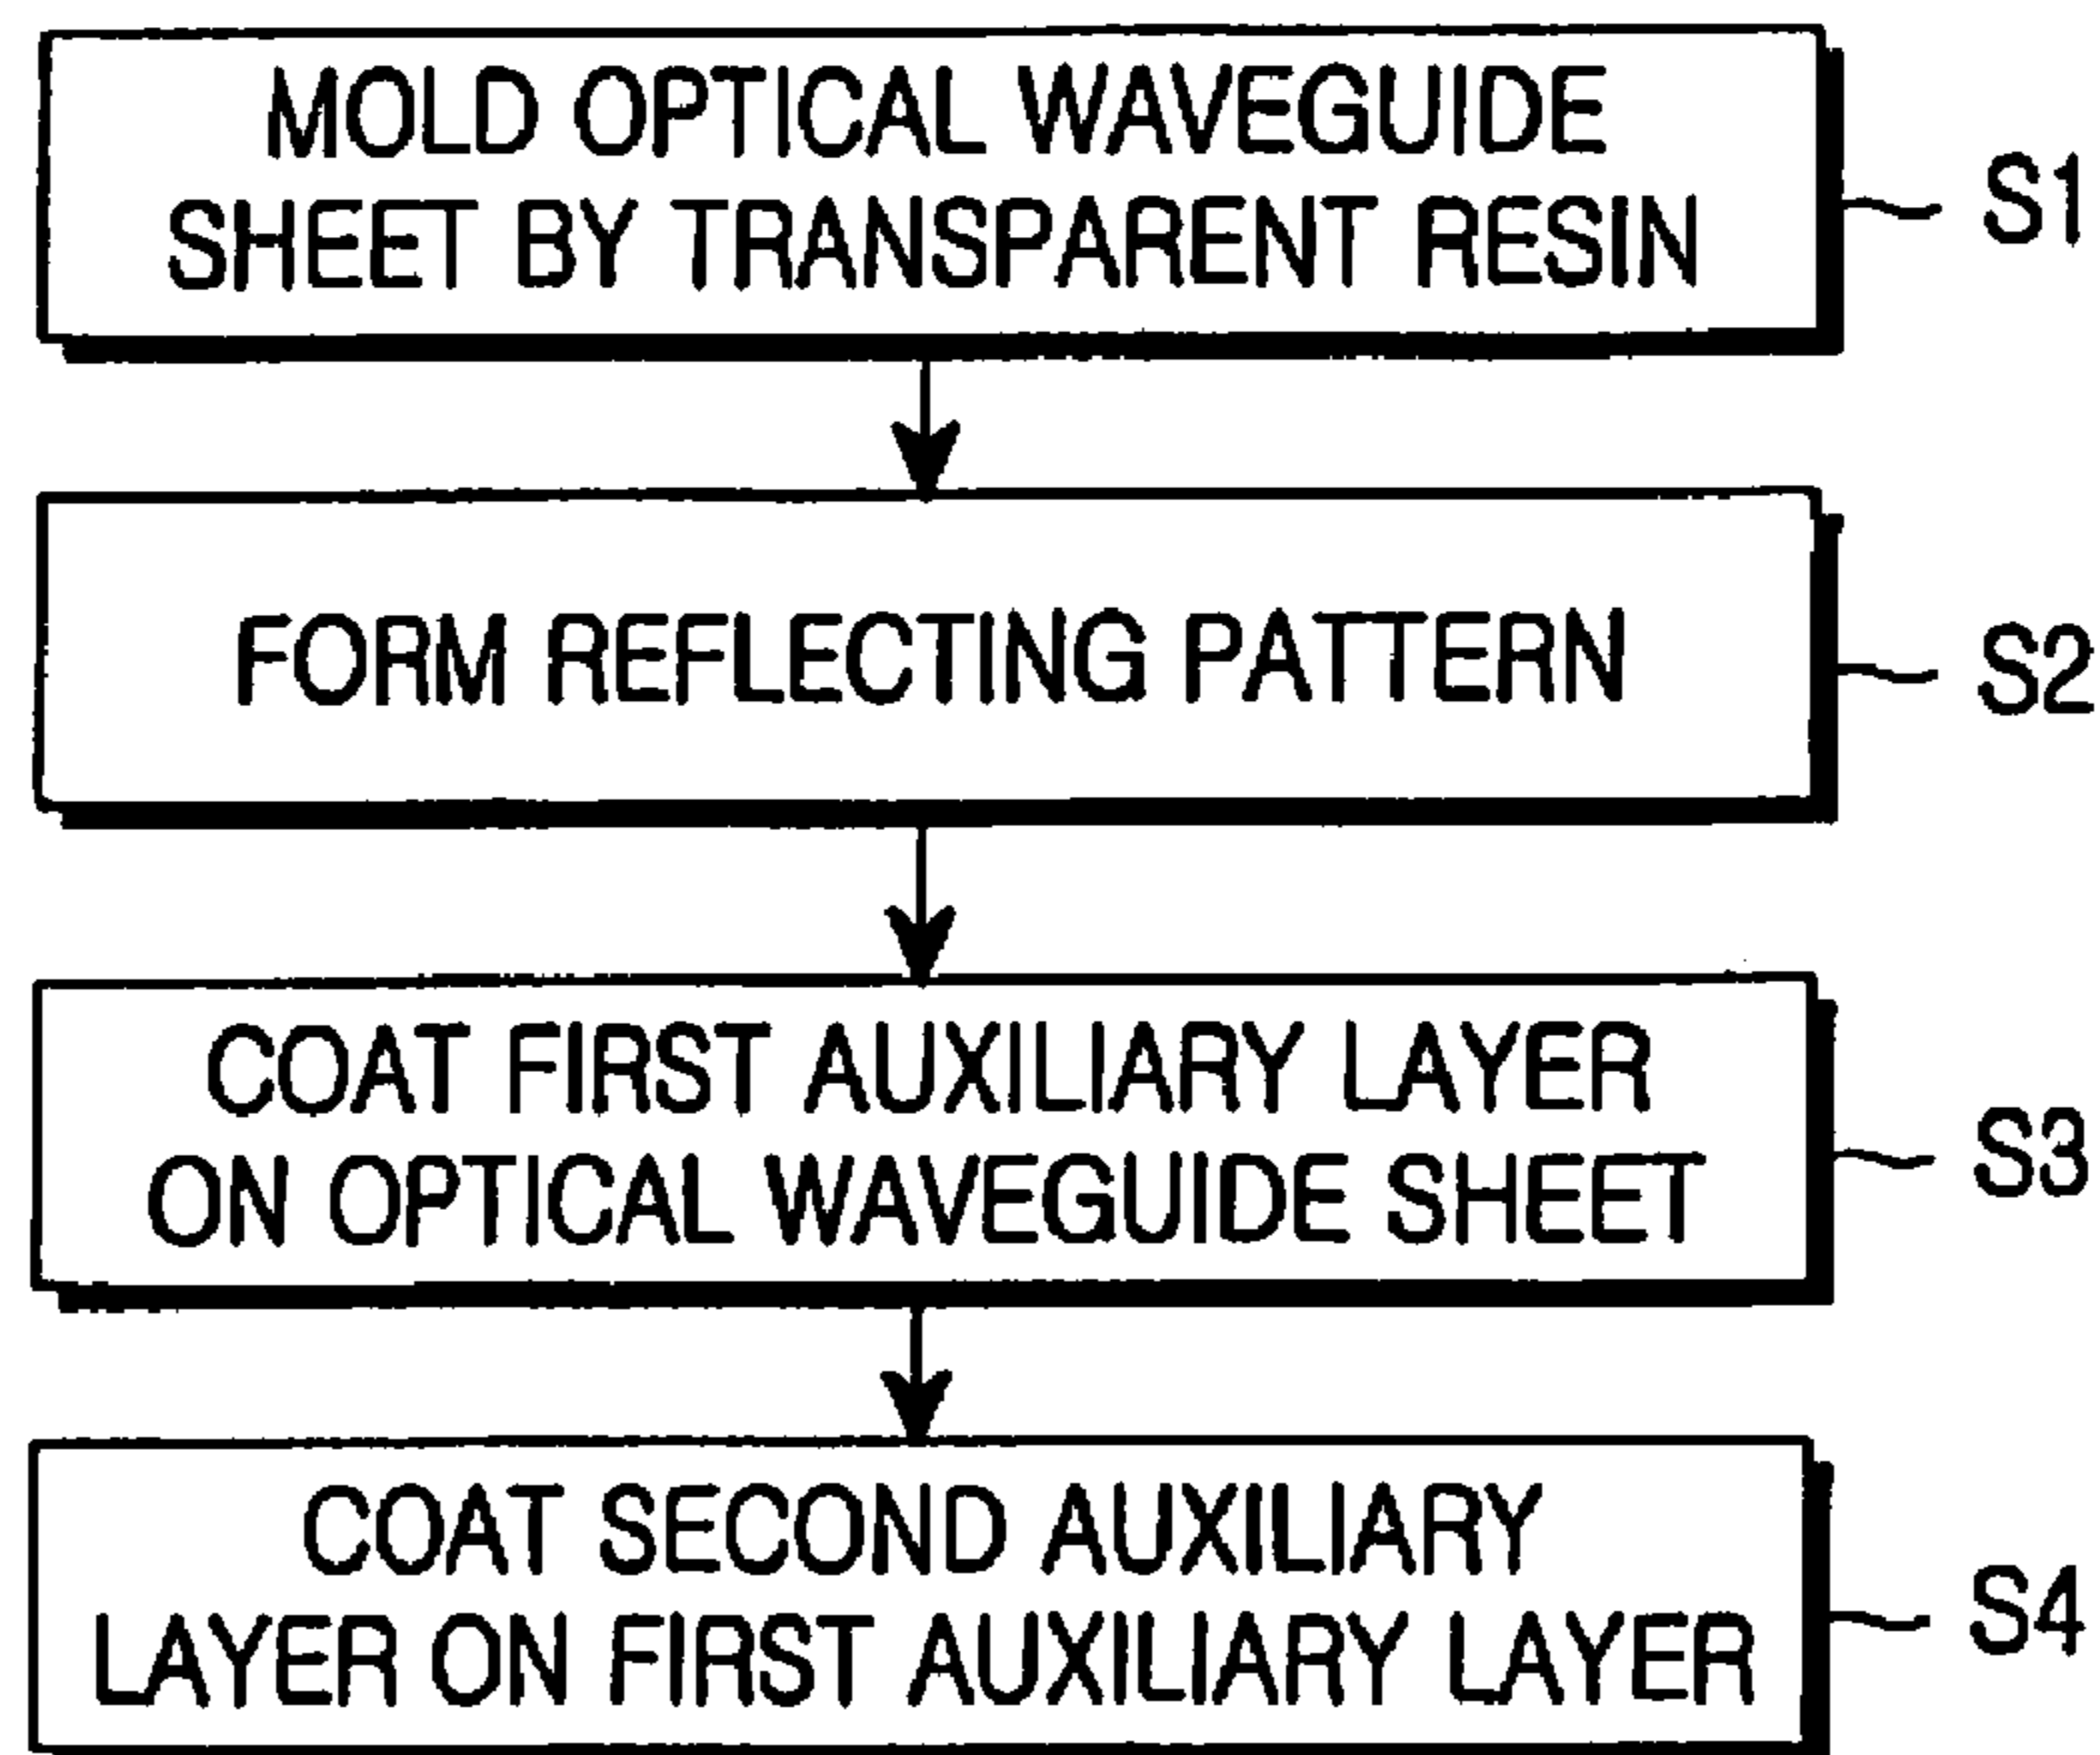 MOLD OPTICAL WAVEGUIDE
SHEET BY TRANSPARENT RESIN
S1
FORM REFLECTING PATTERN
S2
COAT FIRST AUXILIARY LAYER
ON OPTICAL WAVEGUIDE SHEET
S3
COAT SECOND AUXILIARY
LAYER ON FIRST AUXILIARY LAYER
S4